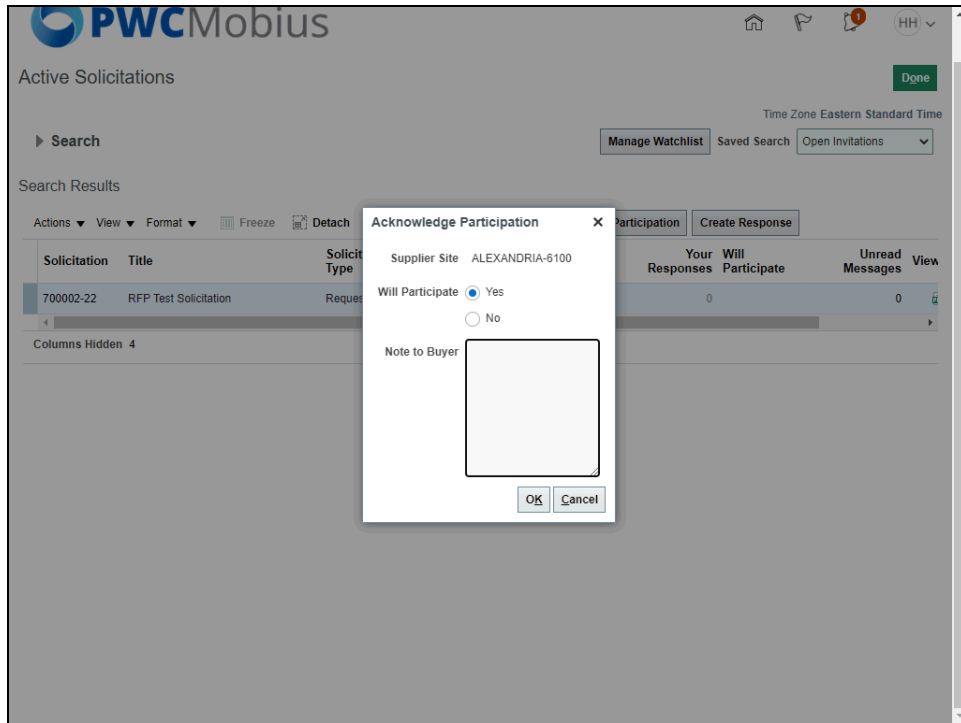 PWCMobius
1
HH
Active Solicitations
Done
Time Zone Eastern Standard Time
Search
Manage Watchlist Saved Search Open Invitations
Search Results
Actions View Format Freeze Detach Participation Create Response
Acknowledge Participation
Solicitation Title Solicit Type Your Responses Will Participate Unread Messages View
Supplier Site ALEXANDRIA-6100
700002-22 RFP Test Solicitation Reques 0 0
Will Participate Yes
No
Columns Hidden 4
Note to Buyer
OK Cancel